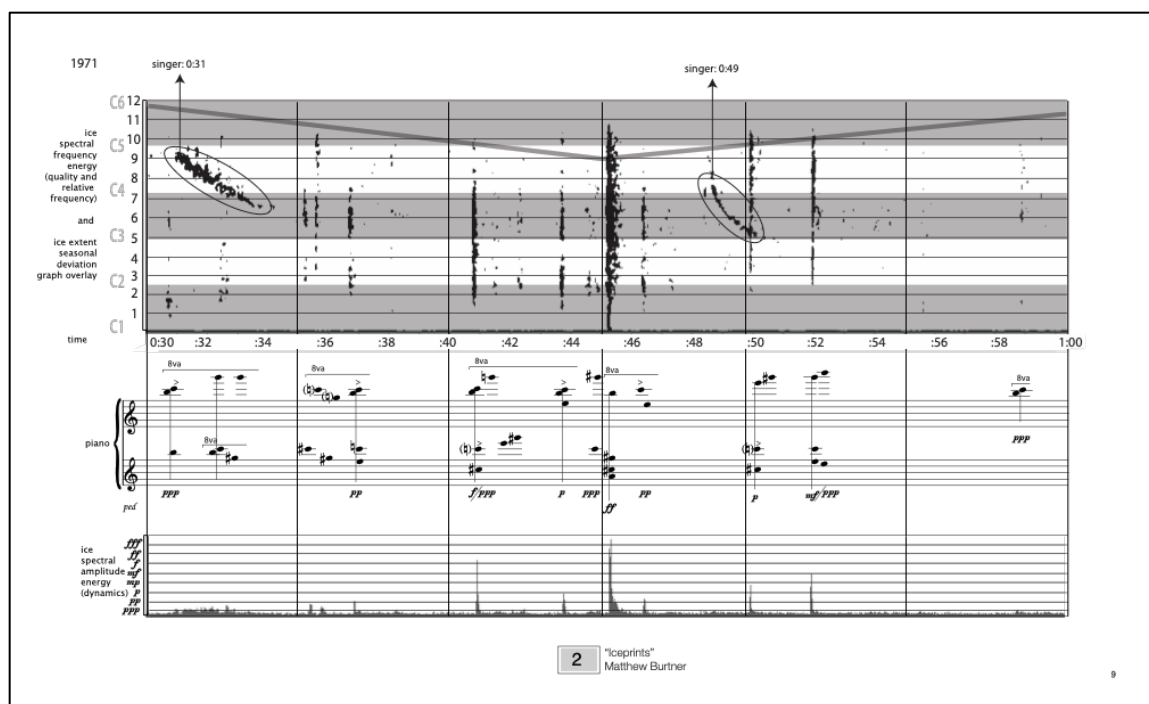 1971
singer: 0:31
singer: 0:49
C6 12
11
10
C5
9
8
C4
7
6
C3
5
4
3
C2
2
1
C1
ice
spectral
frequency
energy
(quality and
relative
frequency)
and
ice extent
seasonal
deviation
graph overlay
time
0:30 :32 :34 :36 :38 :40 :42 :44 :46 :48 :50 :52 :54 :56 :58 1:00
8va 8va 8va 8va 8va
piano
8va
ppp pp f/ppp p ppp ff pp p mf/ppp ppp
ped
ice
spectral
amplitude
energy
(dynamics)
fff
ff
f
mf
mp
p
pp
ppp
2
"Iceprints"
Matthew Burtner
9